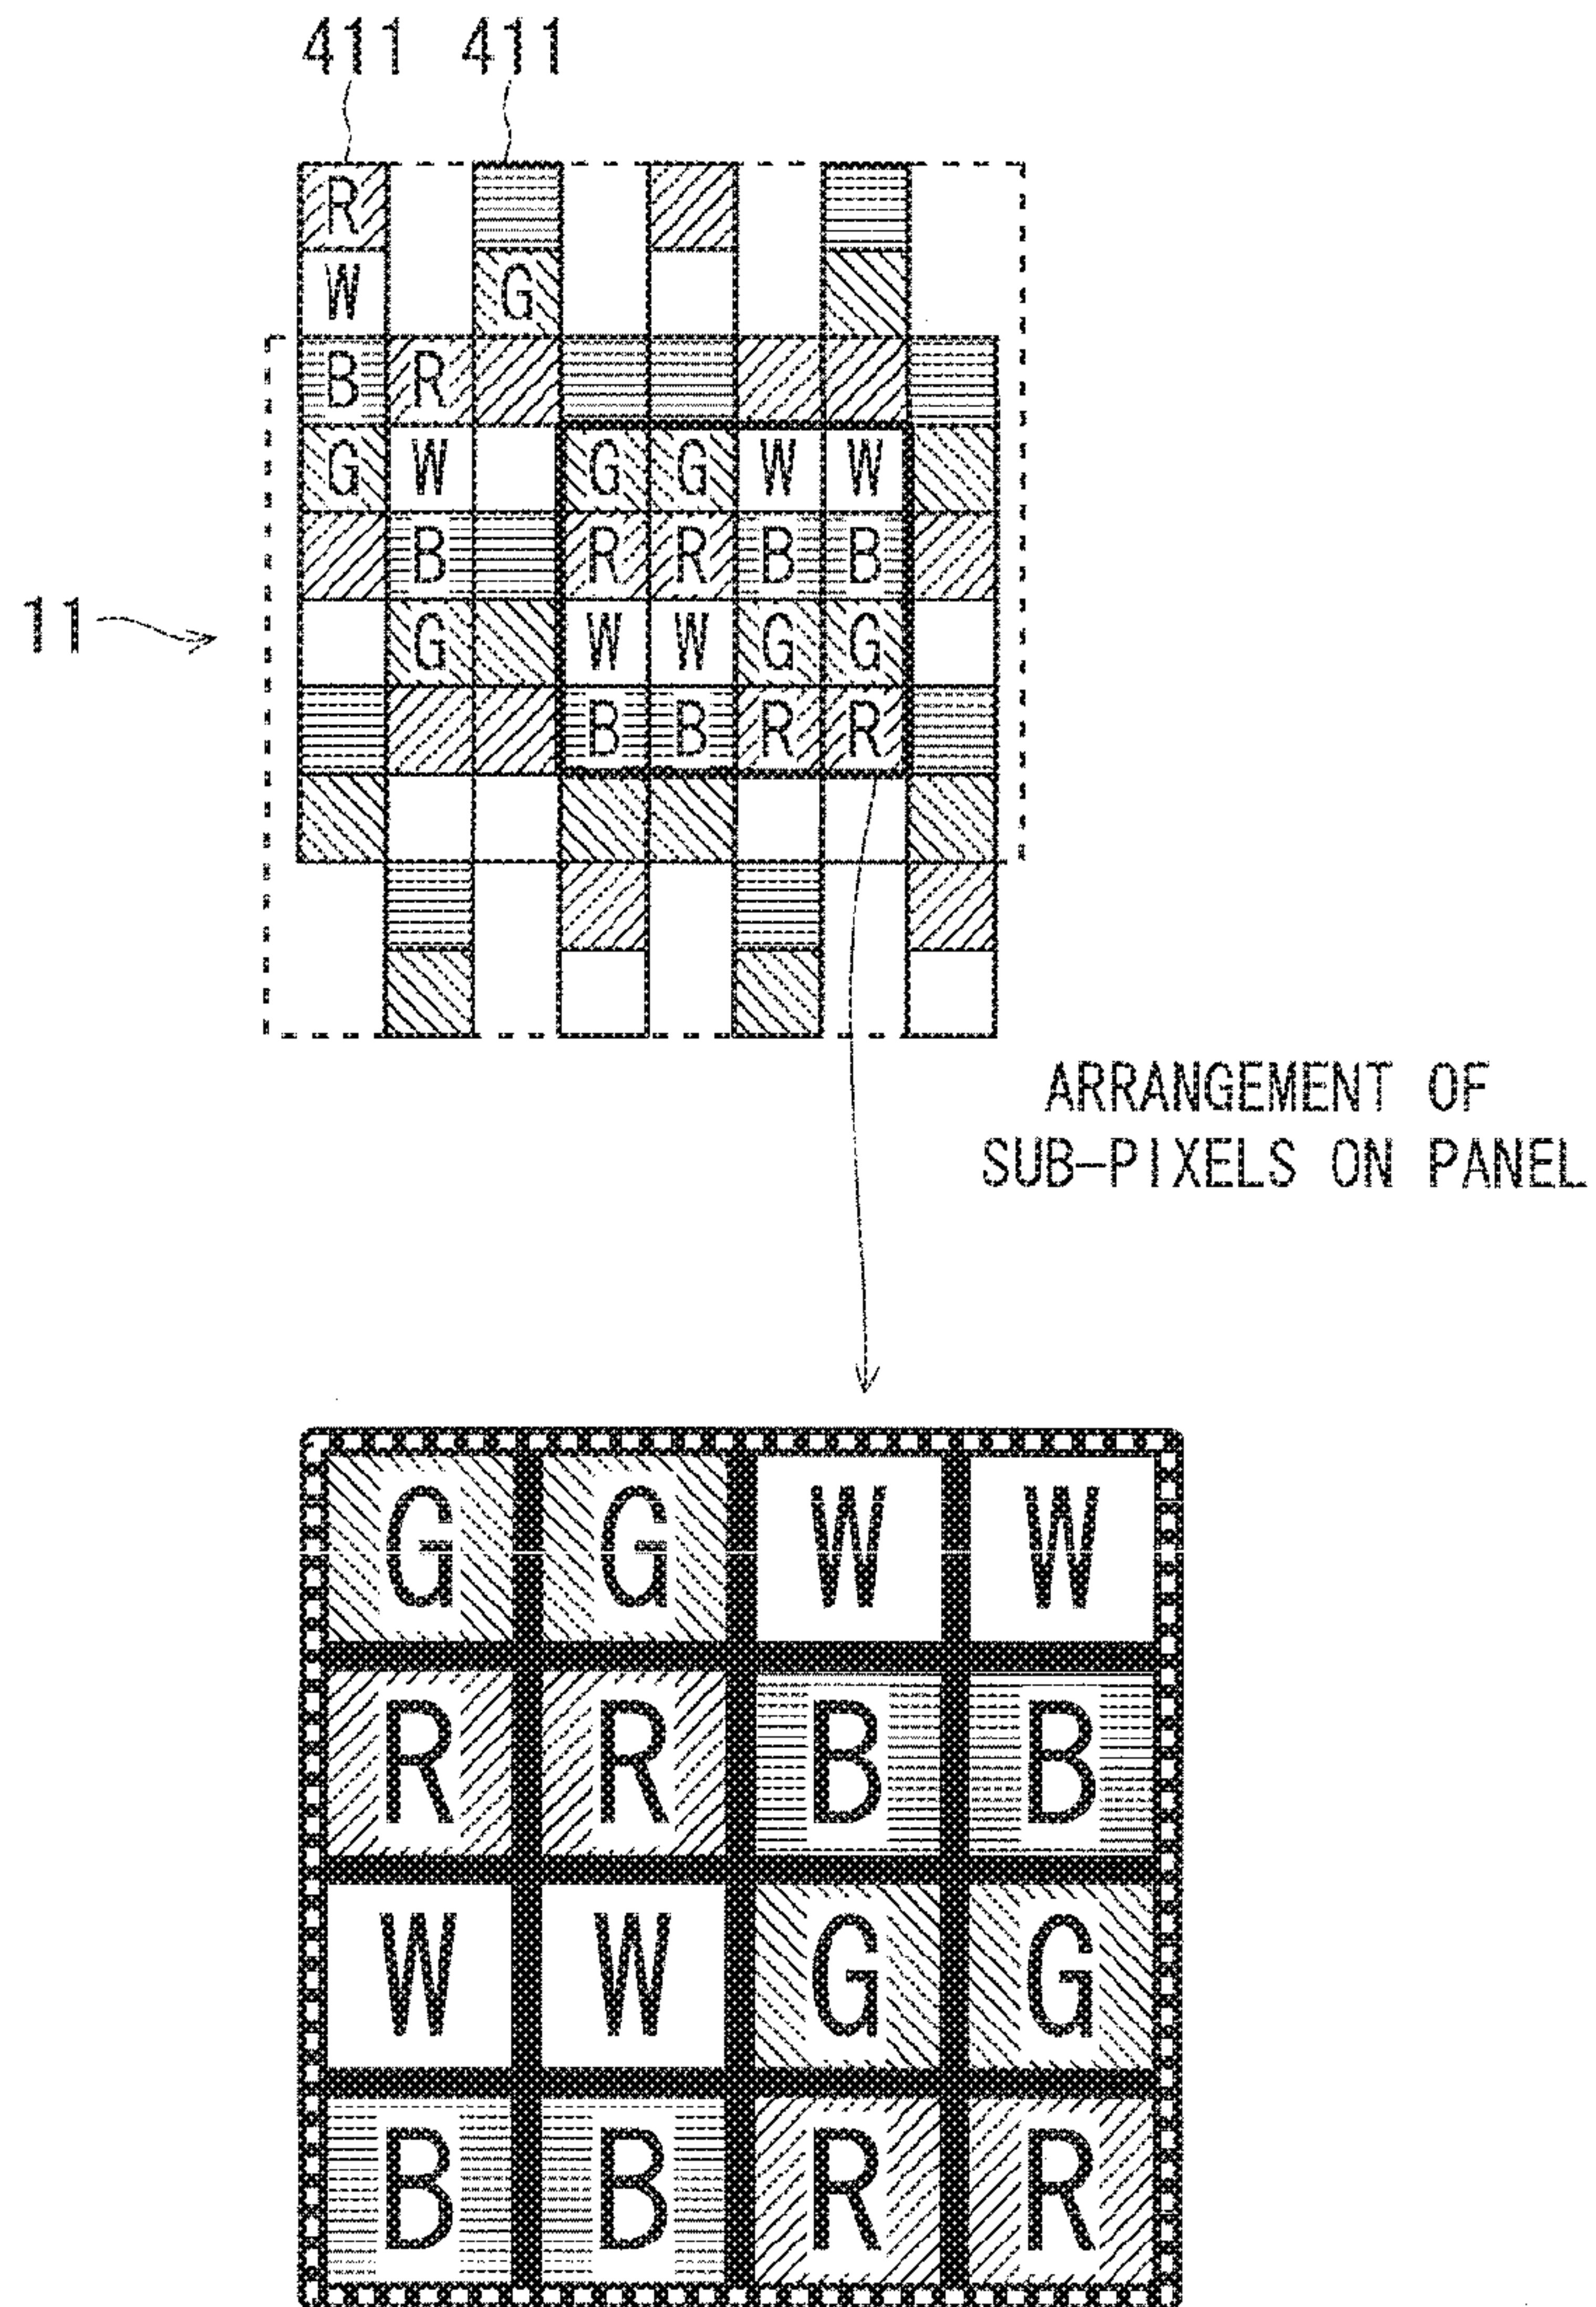 411 411
R
W G
B R
G W G G W W
B R R B B
11
G W W G G
B B R R
ARRANGEMENT OF
SUB-PIXELS ON PANEL
G G W W
R R B B
W W G G
B B R R